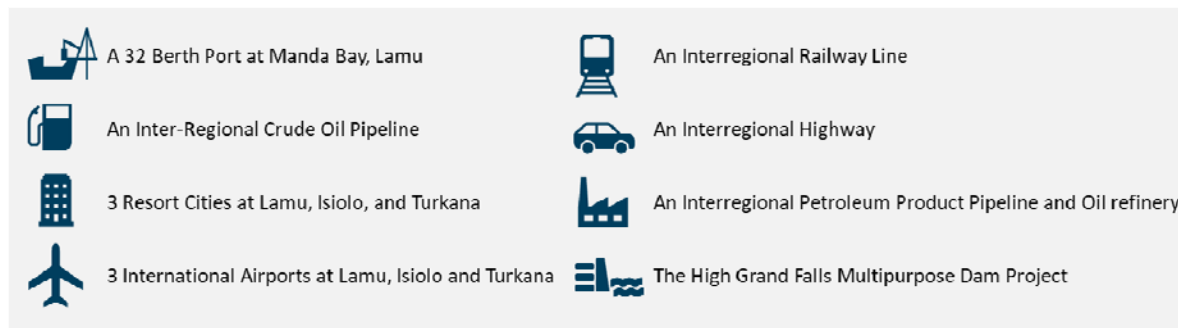 A 32 Berth Port at Manda Bay, Lamu
An Interregional Railway Line
An Inter-Regional Crude Oil Pipeline
An Interregional Highway
3 Resort Cities at Lamu, Isiolo, and Turkana
An Interregional Petroleum Product Pipeline and Oil refinery
3 International Airports at Lamu, Isiolo and Turkana
The High Grand Falls Multipurpose Dam Project